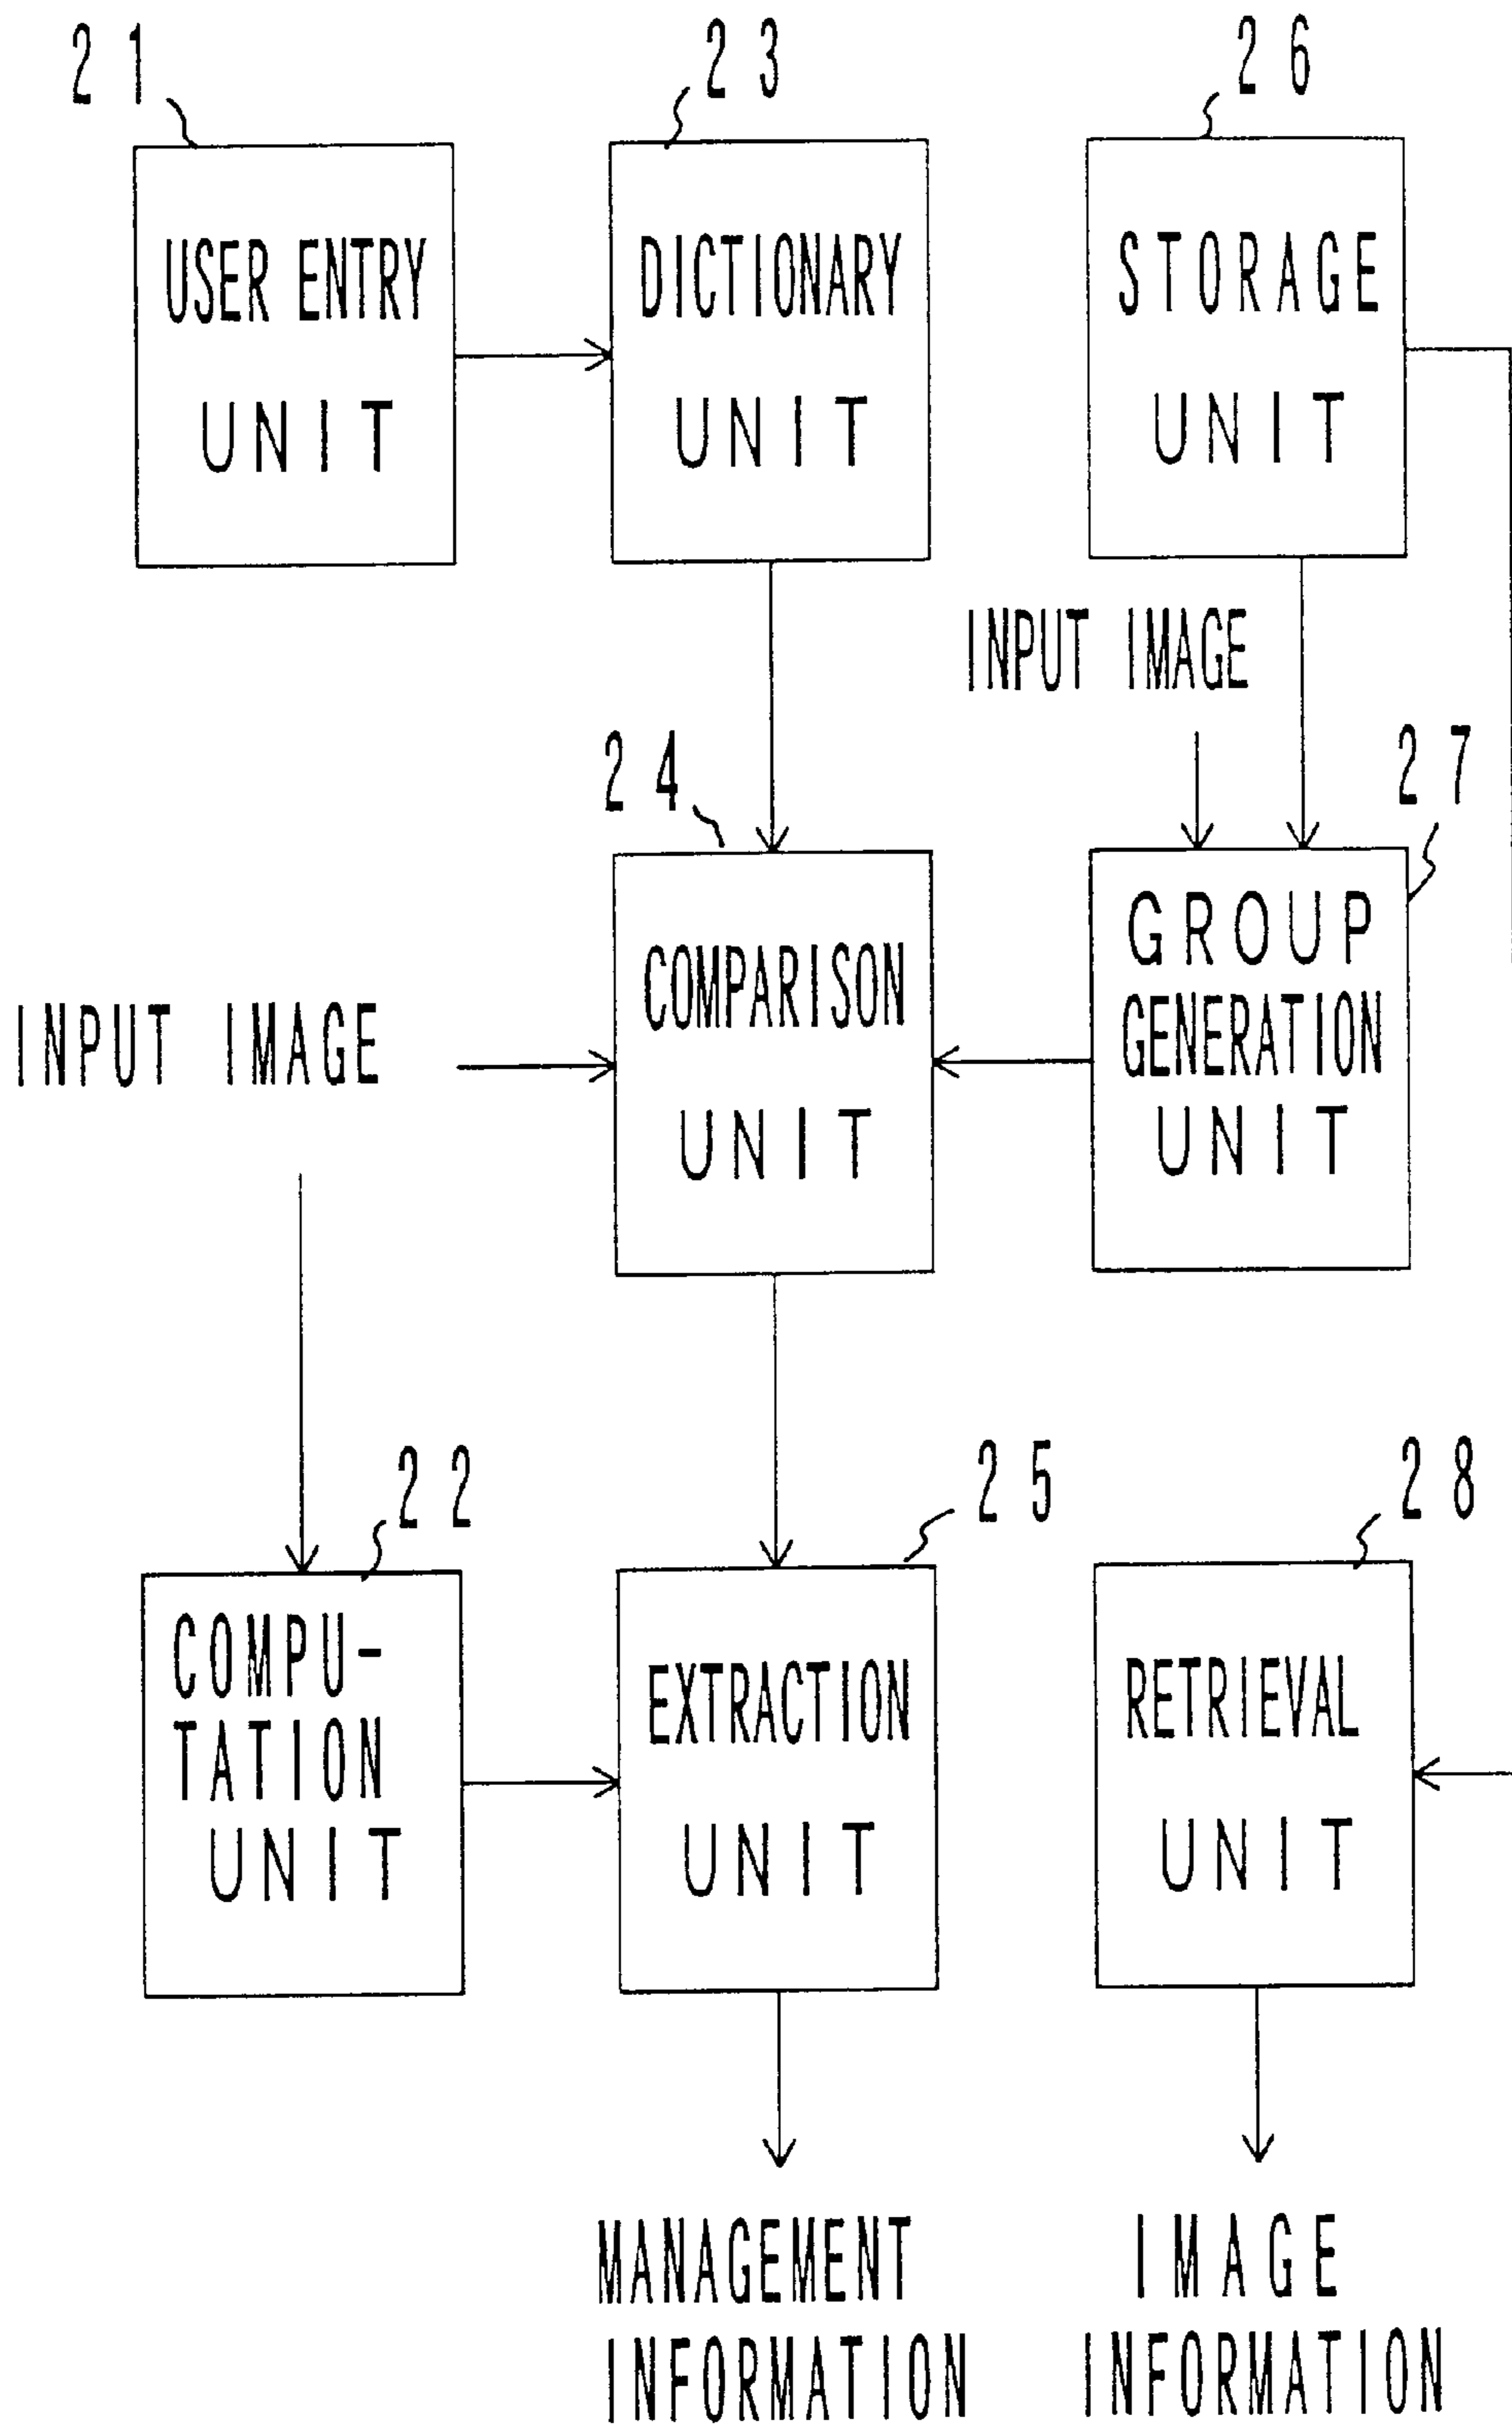 21
23
26
USER ENTRY
UNIT
DICTIONARY
UNIT
STORAGE
UNIT
INPUT IMAGE
24
27
INPUT IMAGE
COMPARISON
UNIT
GROUP
GENERATION
UNIT
22
25
28
COMPU-
TATION
UNIT
EXTRACTION
UNIT
RETRIEVAL
UNIT
MANAGEMENT
INFORMATION
IMAGE
INFORMATION